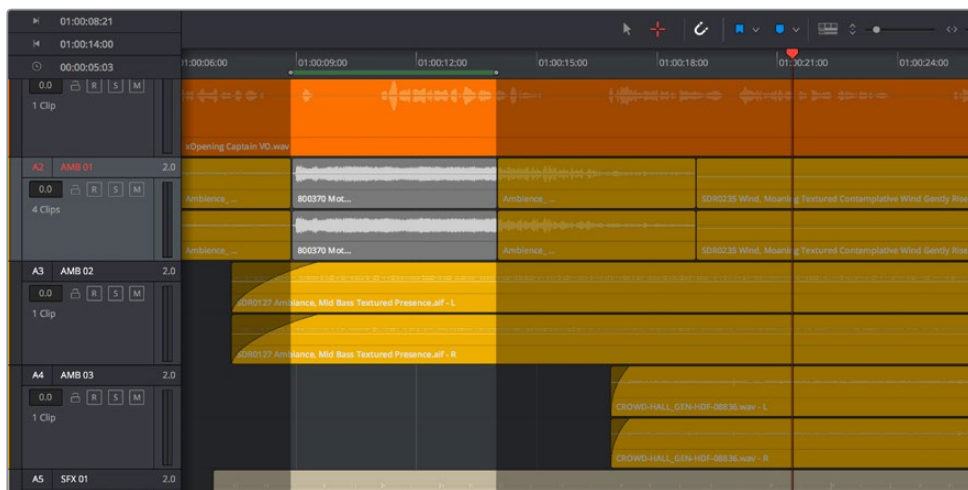 01:00:08:21
01:00:14:00
00:00:05:03
01:00:06:00 01:00:09:00 01:00:12:00 01:00:15:00 01:00:18:00 01:00:21:00 01:00:24:00
0.0 R S M
1 Clip
xOpening Captain VO.wav
A2 AMB 01 2.0
0.0 R S M
4 Clips
Ambience_ ... 800370 Mot... Ambience_ ... SDR0235 Wind, Moaning Textured Contemplative Wind Gently Rise
Ambience_ ... 800370 Mot... Ambience_ ... SDR0235 Wind, Moaning Textured Contemplative Wind Gently Rise
A3 AMB 02 2.0
0.0 R S M
1 Clip
SDR0127 Ambiance, Mid Bass Textured Presence.aif - L
SDR0127 Ambiance, Mid Bass Textured Presence.aif - R
A4 AMB 03 2.0
0.0 R S M
1 Clip
CROWD-HALL_GEN-HDF-08836.wav - L
CROWD-HALL_GEN-HDF-08836.wav - R
A5 SFX 01 2.0